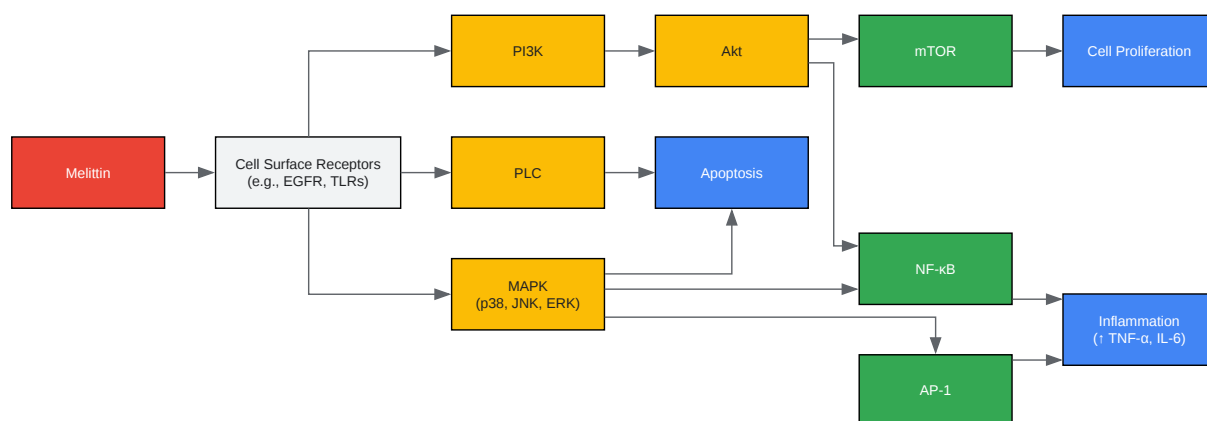 PI3K
Akt
mTOR
Cell Proliferation
Melittin
Cell Surface Receptors
(e.g., EGFR, TLRs)
PLC
Apoptosis
MAPK
(p38, JNK, ERK)
NF-κB
Inflammation
(↑ TNF-α, IL-6)
AP-1